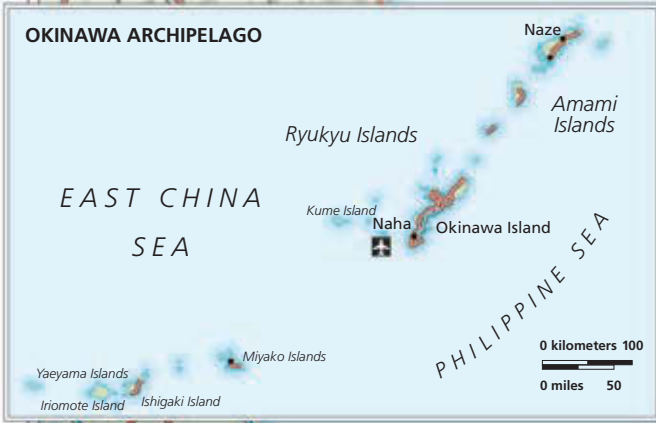 OKINAWA ARCHIPELAGO
Naze
Amami
Islands
Ryukyu Islands
EAST CHINA
SEA
Kume Island
Naha
Okinawa Island
PHILIPPINE SEA
Miyako Islands
Yaeyama Islands
Iriomote Island
Ishigaki Island
0 kilometers 100
0 miles 50